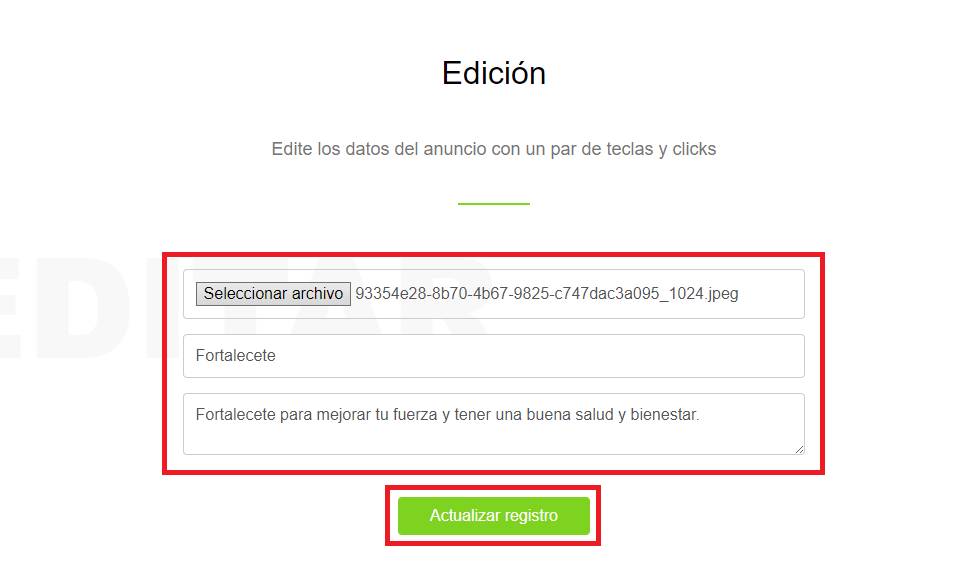 Edición
Edite los datos del anuncio con un par de teclas y clicks
EDITAR
Seleccionar archivo 93354e28-8b70-4b67-9825-c747dac3a095_1024.jpeg
Fortalecete
Fortalecete para mejorar tu fuerza y tener una buena salud y bienestar.
Actualizar registro